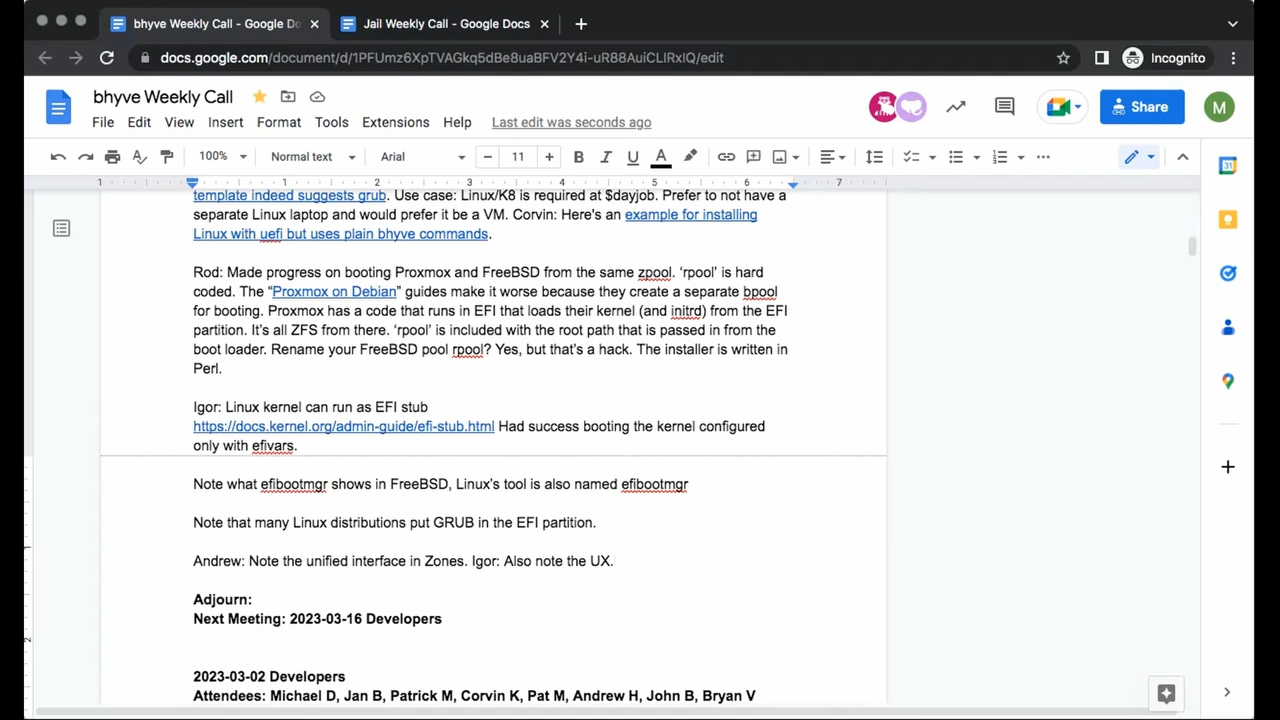 bhyve Weekly Call - Google Do
Jail Weekly Call - Google Docs
docs.google.com/document/d/1PFUmz6XpTVAGkq5dBe8uaBFV2Y4i-uR88AuiCLlRxlQ/edit
Incognito
bhyve Weekly Call
Share
M
File Edit View Insert Format Tools Extensions Help Last edit was seconds ago
100% Normal text Arial 11 B I U A
1 1 2 3 4 5 6 7
template indeed suggests grub. Use case: Linux/K8 is required at $dayjob. Prefer to not have a
separate Linux laptop and would prefer it be a VM. Corvin: Here's an example for installing
Linux with uefi but uses plain bhyve commands.
Rod: Made progress on booting Proxmox and FreeBSD from the same zpool. ‘rpool’ is hard
coded. The “Proxmox on Debian” guides make it worse because they create a separate bpool
for booting. Proxmox has a code that runs in EFI that loads their kernel (and initrd) from the EFI
partition. It’s all ZFS from there. ‘rpool’ is included with the root path that is passed in from the
boot loader. Rename your FreeBSD pool rpool? Yes, but that’s a hack. The installer is written in
Perl.
Igor: Linux kernel can run as EFI stub
https://docs.kernel.org/admin-guide/efi-stub.html Had success booting the kernel configured
only with efivars.
Note what efibootmgr shows in FreeBSD, Linux’s tool is also named efibootmgr
Note that many Linux distributions put GRUB in the EFI partition.
Andrew: Note the unified interface in Zones. Igor: Also note the UX.
Adjourn:
Next Meeting: 2023-03-16 Developers
2023-03-02 Developers
Attendees: Michael D, Jan B, Patrick M, Corvin K, Pat M, Andrew H, John B, Bryan V